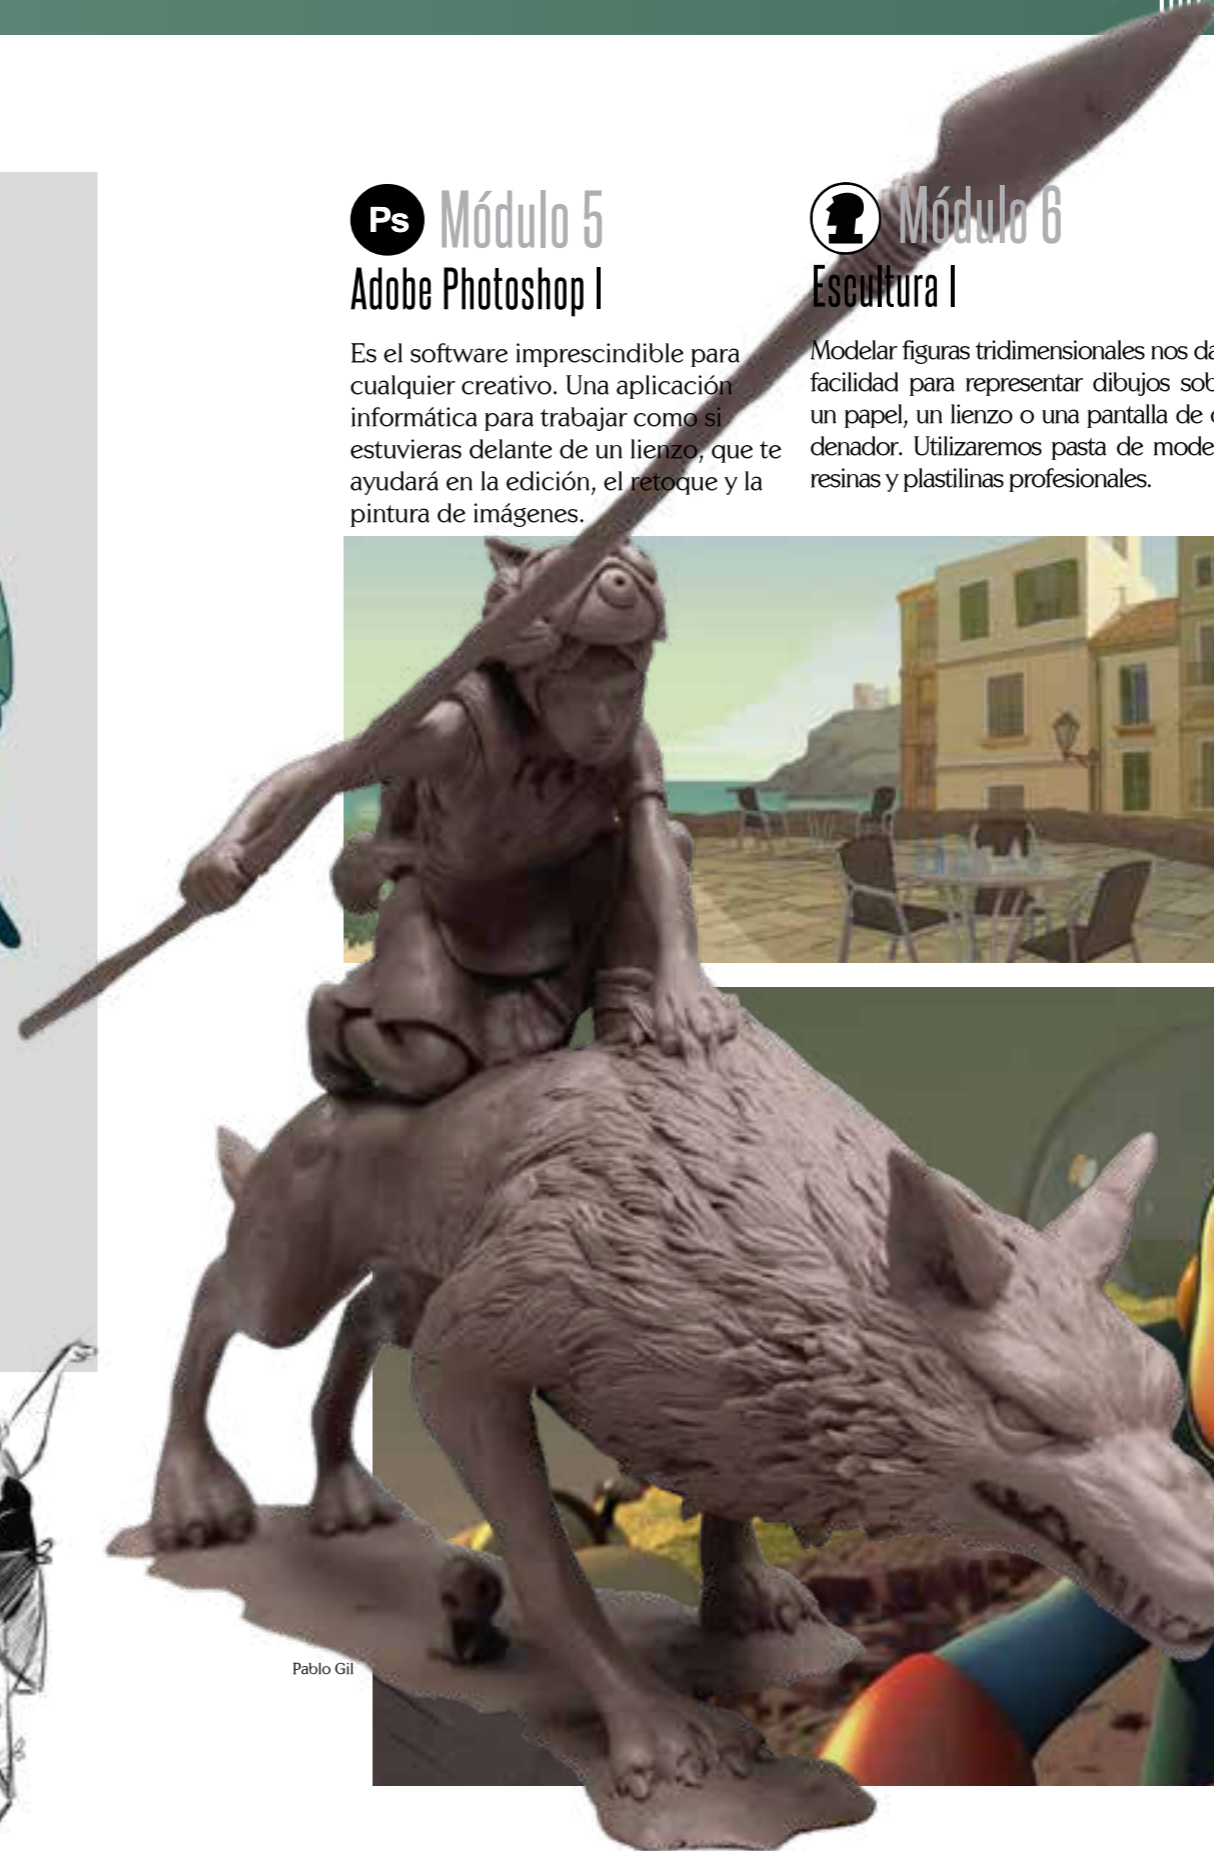 Ps
Módulo 5
Adobe Photoshop I
Es el software imprescindible para
cualquier creativo. Una aplicación
informática para trabajar como si
estuvieras delante de un lienzo, que te
ayudará en la edición, el retoque y la
pintura de imágenes.
Módulo 6
Escultura I
Modelar figuras tridimensionales nos
facilidad para representar dibujos
un papel, un lienzo o una pantalla de
denador. Utilizaremos pasta de
resinas y plastilinas profesionales.
Pablo Gil